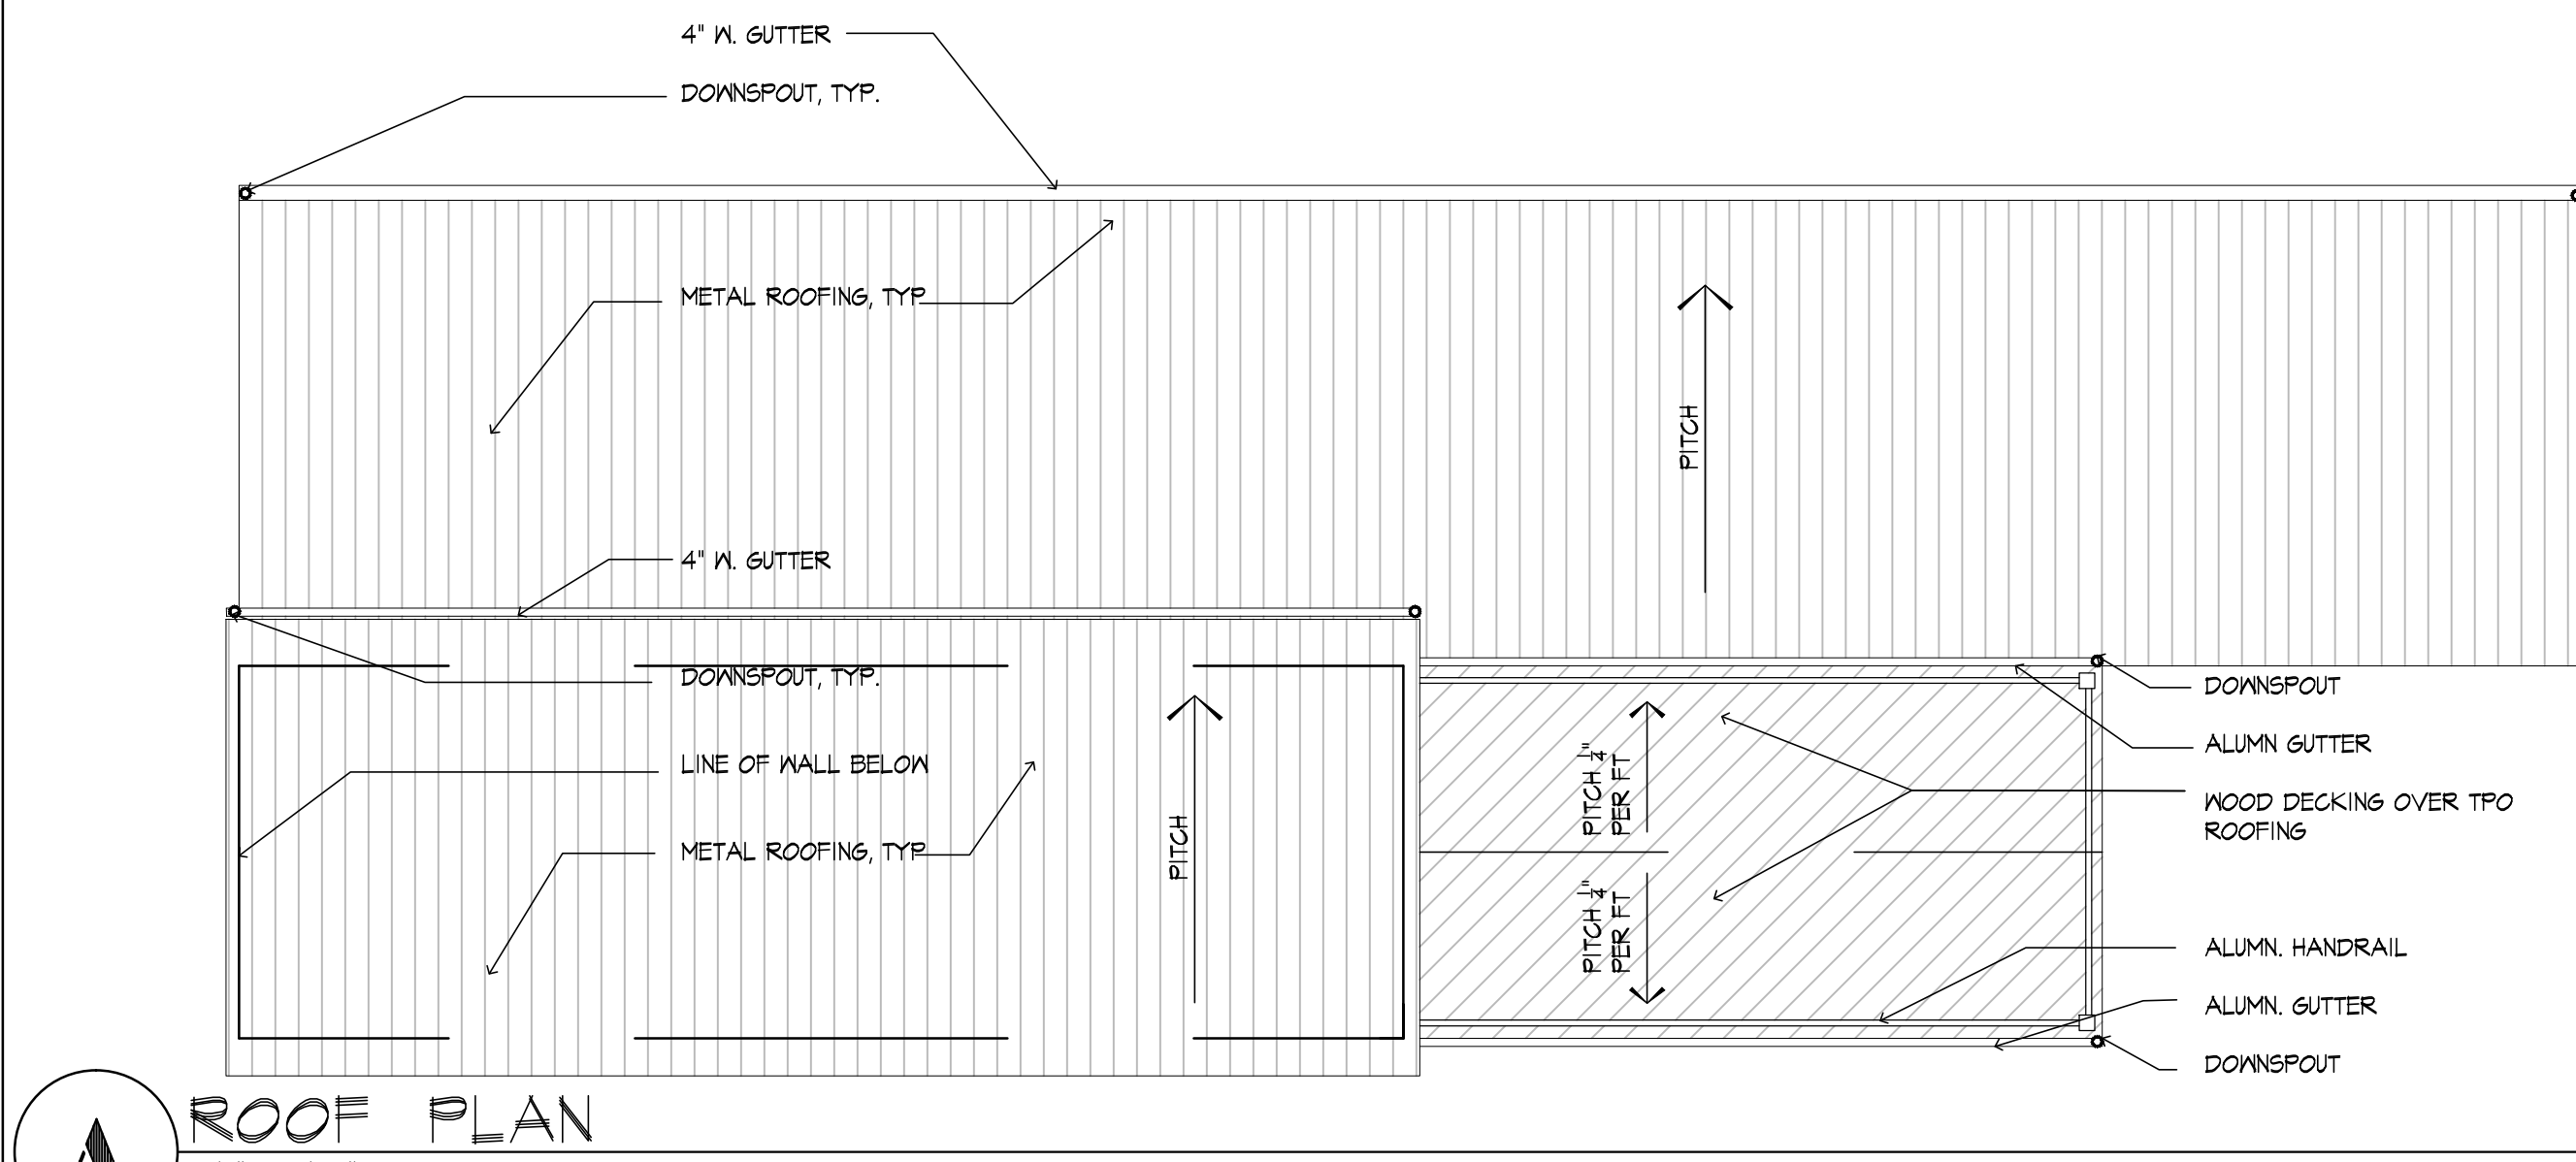 4" W. GUTTER
DOWNSPOUT, TYP.
METAL ROOFING, TYP
PITCH
4" W. GUTTER
DOWNSPOUT, TYP.
LINE OF WALL BELOW
METAL ROOFING, TYP
PITCH
PITCH 1/4"
PER FT
PITCH 1/4"
PER FT
DOWNSPOUT
ALUMN GUTTER
WOOD DECKING OVER TPO
ROOFING
ALUMN. HANDRAIL
ALUMN. GUTTER
DOWNSPOUT
ROOF PLAN